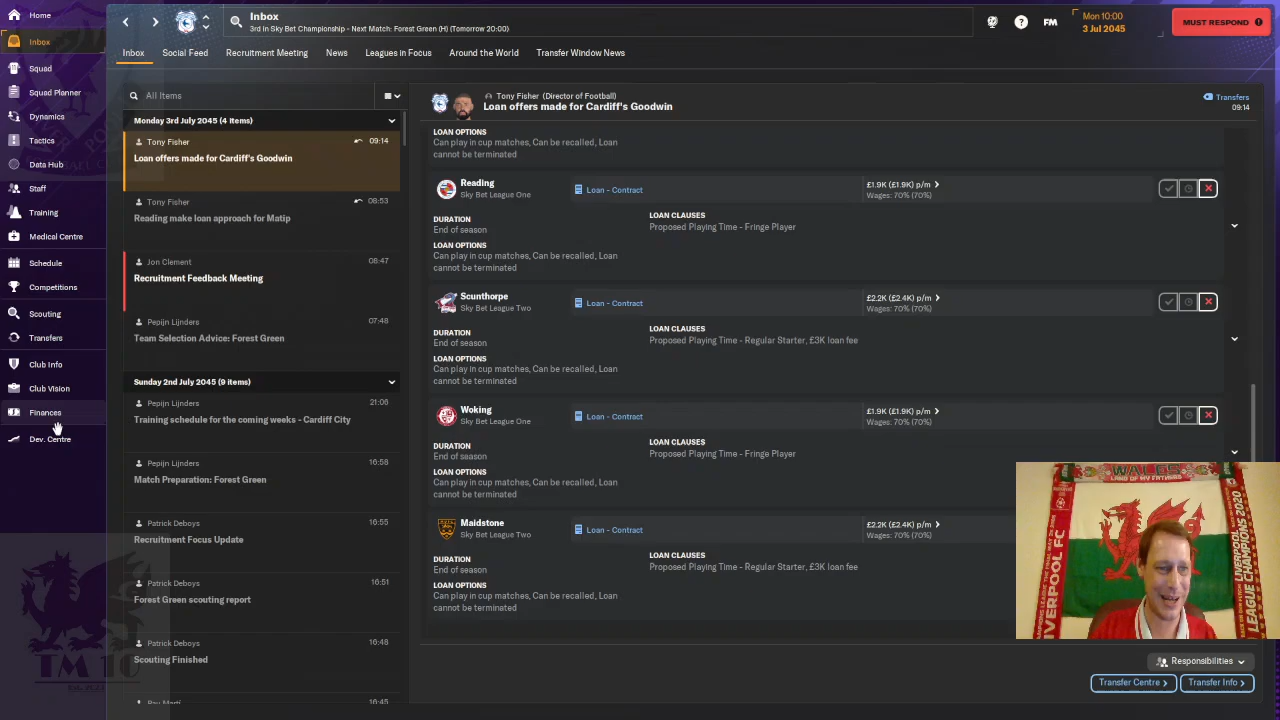 Home
Inbox
Squad
Squad Planner
Dynamics
Tactics
Data Hub
Staff
Training
Medical Centre
Schedule
Competitions
Scouting
Transfers
Club Info
Club Vision
Finances
Dev. Centre
TM 10
Inbox
3rd in Sky Bet Championship - Next Match: Forest Green (H) (Tomorrow 20:00)
FM
Mon 10:00
3 Jul 2045
MUST RESPOND
Inbox
Social Feed
Recruitment Meeting
News
Leagues in Focus
Around the World
Transfer Window News
All Items
Monday 3rd July 2045 (4 items)
Tony Fisher 09:14
Loan offers made for Cardiff's Goodwin
Tony Fisher 08:53
Reading make loan approach for Matip
Jon Clement 08:47
Recruitment Feedback Meeting
Pepijn Lijnders 07:48
Team Selection Advice: Forest Green
Sunday 2nd July 2045 (9 items)
Pepijn Lijnders 21:06
Training schedule for the coming weeks - Cardiff City
Pepijn Lijnders 16:58
Match Preparation: Forest Green
Patrick Deboys 16:55
Recruitment Focus Update
Patrick Deboys 16:51
Forest Green scouting report
Patrick Deboys 16:48
Scouting Finished
Ray Martí 16:45
Tony Fisher (Director of Football)
Loan offers made for Cardiff's Goodwin
Transfers
09:14
LOAN OPTIONS
Can play in cup matches, Can be recalled, Loan
cannot be terminated
Reading
Sky Bet League One
Loan - Contract
£1.9K (£1.9K) p/m
Wages: 70% (70%)
DURATION
End of season
LOAN CLAUSES
Proposed Playing Time - Fringe Player
LOAN OPTIONS
Can play in cup matches, Can be recalled, Loan
cannot be terminated
Scunthorpe
Sky Bet League Two
Loan - Contract
£2.2K (£2.4K) p/m
Wages: 70% (70%)
DURATION
End of season
LOAN CLAUSES
Proposed Playing Time - Regular Starter, £3K loan fee
LOAN OPTIONS
Can play in cup matches, Can be recalled, Loan
cannot be terminated
Woking
Sky Bet League One
Loan - Contract
£1.9K (£1.9K) p/m
Wages: 70% (70%)
DURATION
End of season
LOAN CLAUSES
Proposed Playing Time - Fringe Player
LOAN OPTIONS
Can play in cup matches, Can be recalled, Loan
cannot be terminated
Maidstone
Sky Bet League Two
Loan - Contract
£2.2K (£2.4K) p/m
Wages: 70% (70%)
DURATION
End of season
LOAN CLAUSES
Proposed Playing Time - Regular Starter, £3K loan fee
LOAN OPTIONS
Can play in cup matches, Can be recalled, Loan
cannot be terminated
WALES
LAND OF MY FATHERS
LIVERPOOL FC
LIVERPOOL
CHAMPIONS 2020
Responsibilities
Transfer Centre
Transfer Info